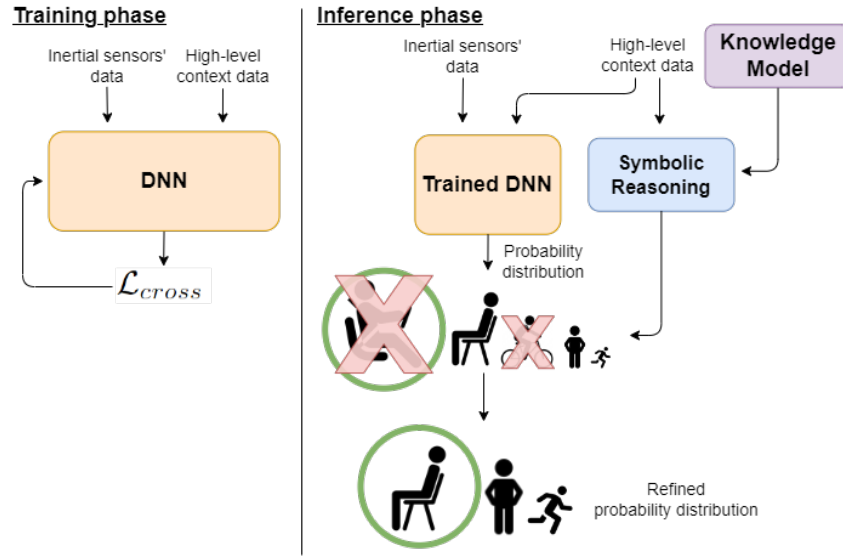 Training phase
Inertial sensors'
data
High-level
context data
DNN
ℒcross
Inference phase
Inertial sensors'
data
High-level
context data
Knowledge
Model
Trained DNN
Symbolic
Reasoning
Probability
distribution
Refined
probability distribution